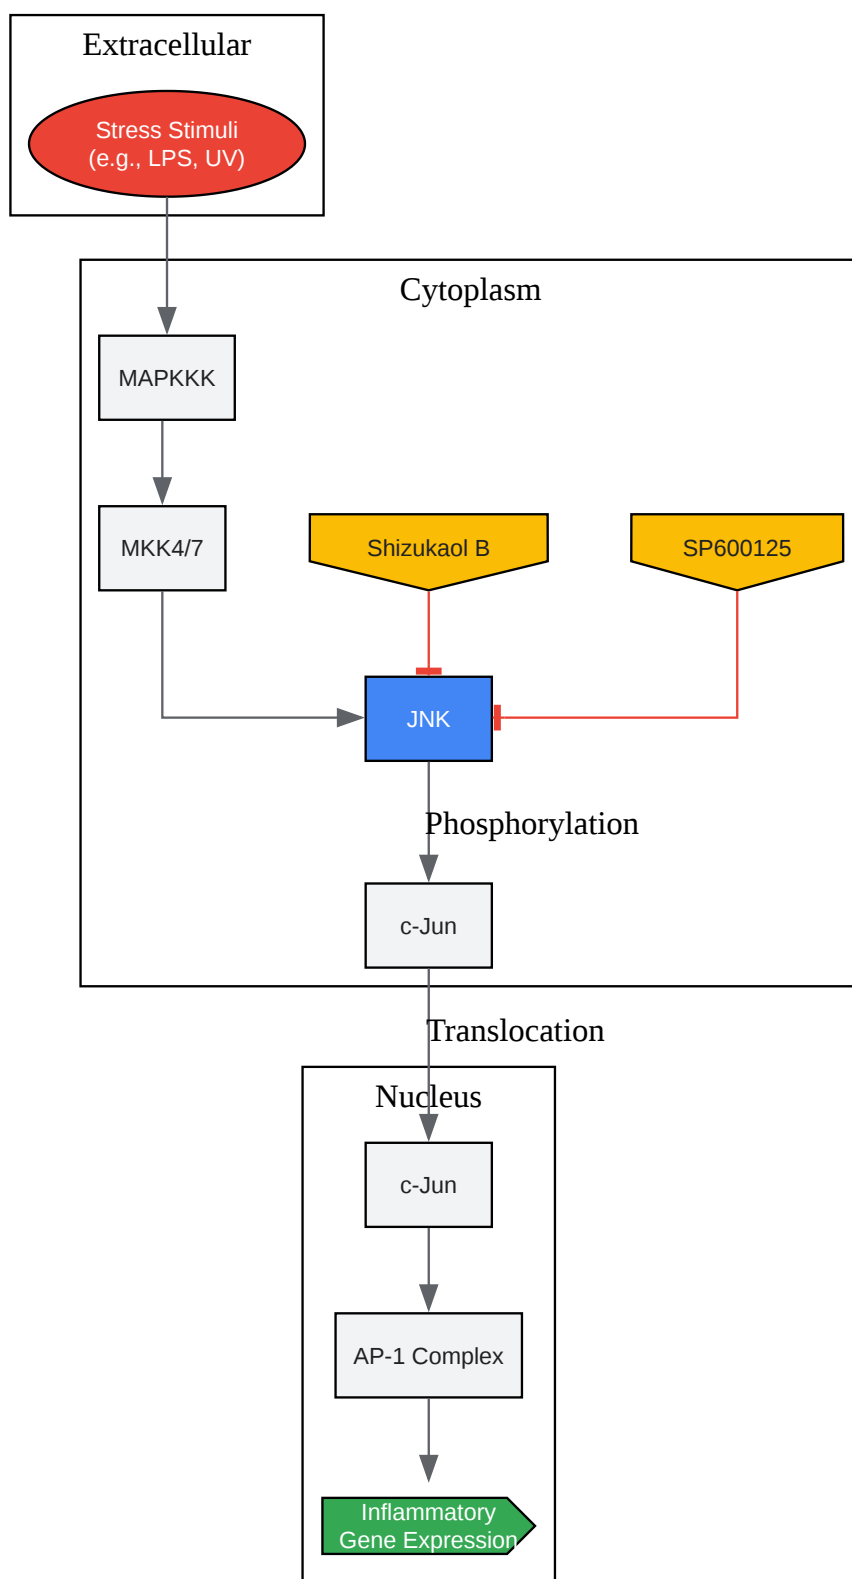 Extracellular
Stress Stimuli
(e.g., LPS, UV)
Cytoplasm
MAPKKK
MKK4/7
Shizukaol B
SP600125
JNK
Phosphorylation
c-Jun
Translocation
Nucleus
c-Jun
AP-1 Complex
Inflammatory
Gene Expression